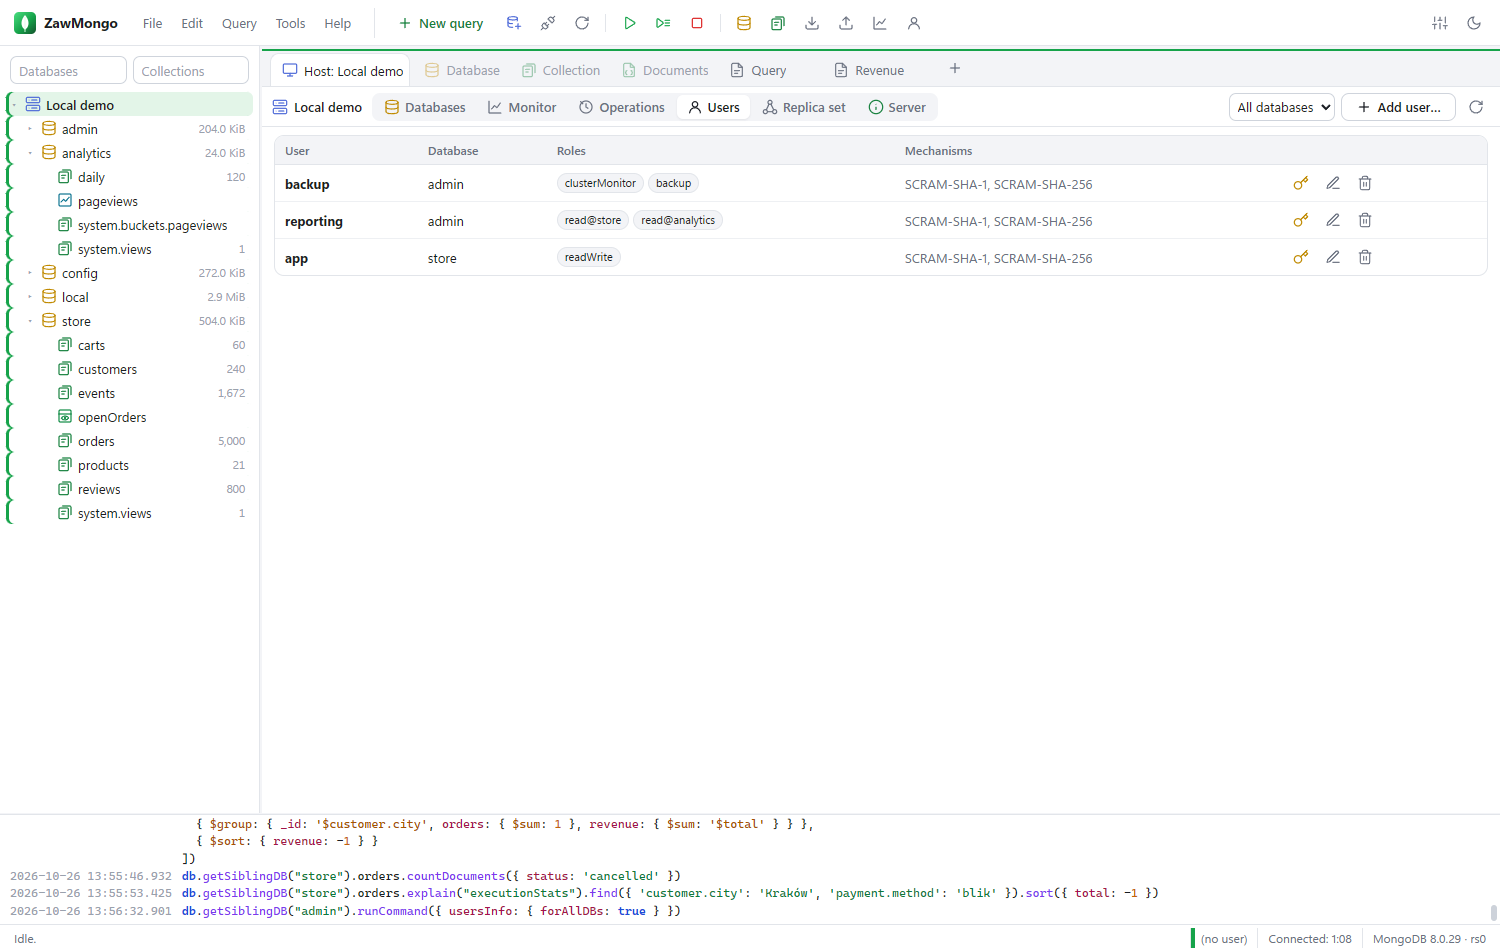 ZawMongo File Edit Query Tools Help New query
Databases Collections
Host: Local demo Database Collection Documents Query Revenue
Local demo Databases Monitor Operations Users Replica set Server All databases Add user...
Local demo
admin 204.0 KiB
analytics 24.0 KiB
daily 120
pageviews
system.buckets.pageviews
system.views 1
config 272.0 KiB
local 2.9 MiB
store 504.0 KiB
carts 60
customers 240
events 1,672
openOrders
orders 5,000
products 21
reviews 800
system.views 1
User Database Roles Mechanisms
backup admin clusterMonitor backup SCRAM-SHA-1, SCRAM-SHA-256
reporting admin read@store read@analytics SCRAM-SHA-1, SCRAM-SHA-256
app store readWrite SCRAM-SHA-1, SCRAM-SHA-256
{ $group: { _id: '$customer.city', orders: { $sum: 1 }, revenue: { $sum: '$total' } } },
{ $sort: { revenue: -1 } }
])
2026-10-26 13:55:46.932 db.getSiblingDB("store").orders.countDocuments({ status: 'cancelled' })
2026-10-26 13:55:53.425 db.getSiblingDB("store").orders.explain("executionStats").find({ 'customer.city': 'Kraków', 'payment.method': 'blik' }).sort({ total: -1 })
2026-10-26 13:56:32.901 db.getSiblingDB("admin").runCommand({ usersInfo: { forAllDBs: true } })
Idle. (no user) Connected: 1:08 MongoDB 8.0.29 · rs0